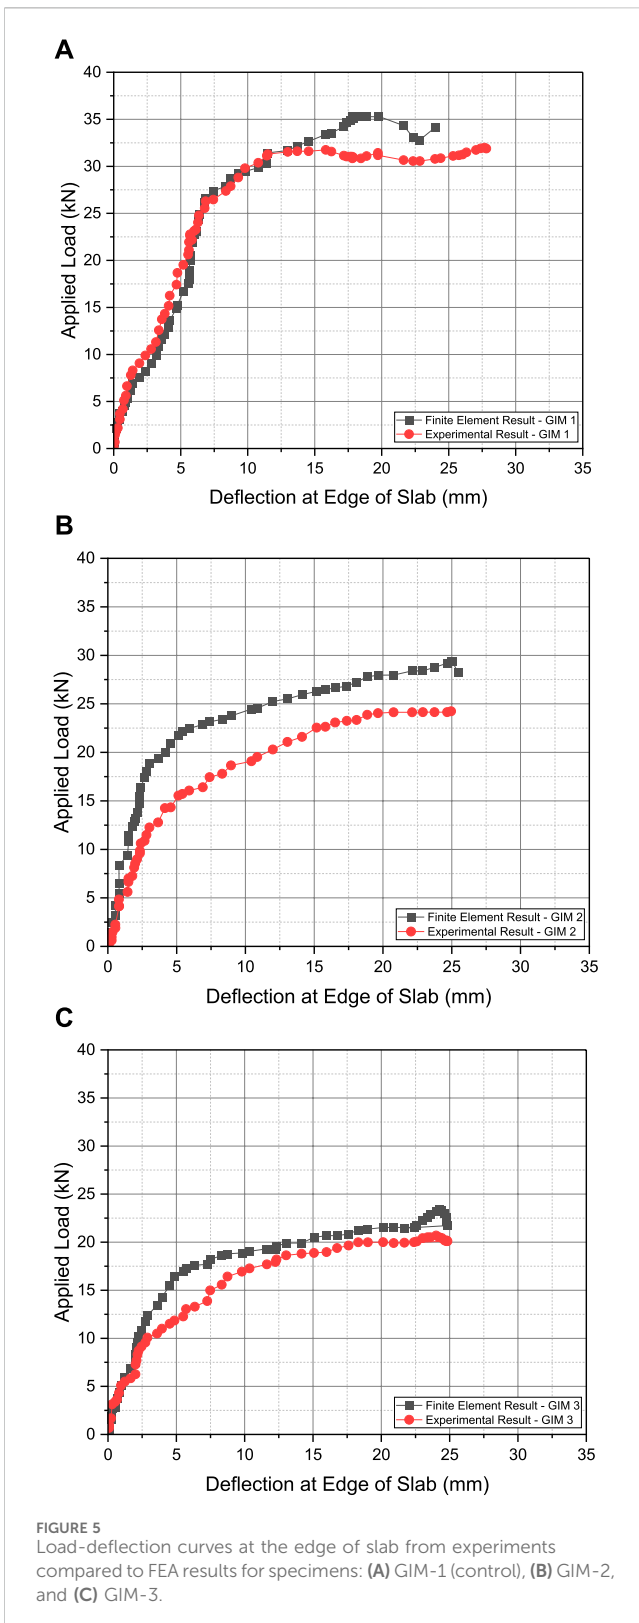 A
40
35
30
25
20
15
10
5
0
Applied Load (kN)
Finite Element Result - GIM 1
Experimental Result - GIM 1
0 5 10 15 20 25 30 35
Deflection at Edge of Slab (mm)
B
40
35
30
25
20
15
10
5
0
Applied Load (kN)
Finite Element Result - GIM 2
Experimental Result - GIM 2
0 5 10 15 20 25 30 35
Deflection at Edge of Slab (mm)
C
40
35
30
25
20
15
10
5
0
Applied Load (kN)
Finite Element Result - GIM 3
Experimental Result - GIM 3
0 5 10 15 20 25 30 35
Deflection at Edge of Slab (mm)
FIGURE 5
Load-deflection curves at the edge of slab from experiments
compared to FEA results for specimens: (A) GIM-1 (control), (B) GIM-2,
and (C) GIM-3.